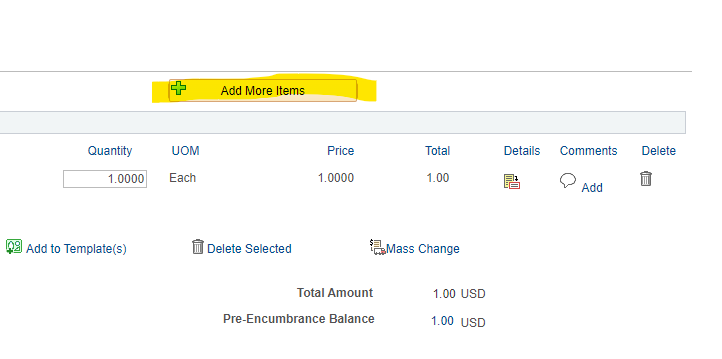 Add More Items
Quantity UOM Price Total Details Comments Delete
1.0000 Each 1.0000 1.00 Add
Add to Template(s) Delete Selected Mass Change
Total Amount 1.00 USD
Pre-Encumbrance Balance 1.00 USD